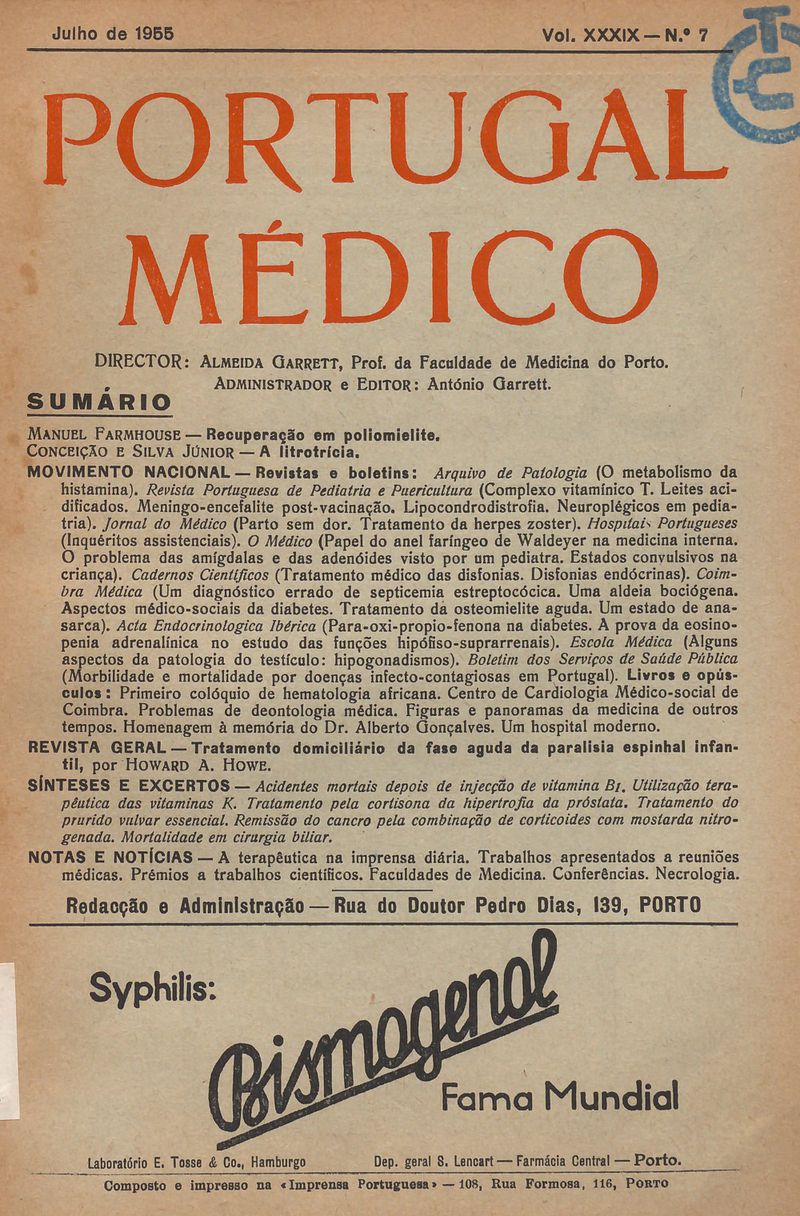 Julho de 1955 Vol. XXXIX — N.º 7
PORTUGAL
MÉDICO
DIRECTOR: ALMEIDA GARRETT, Prof. da Faculdade de Medicina do Porto.
ADMINISTRADOR e EDITOR: António Garrett.
SUMÁRIO
MANUEL FARMHOUSE — Recuperação em poliomielite.
CONCEIÇÃO E SILVA JÚNIOR — A litrotrícia.
MOVIMENTO NACIONAL — Revistas e boletins: Arquivo de Patologia (O metabolismo da
histamina). Revista Portuguesa de Pediatria e Puericultura (Complexo vitamínico T. Leites aci-
dificados. Meningo-encefalite post-vacinação. Lipocondrodistrofia. Neuroplégicos em pedia-
tria). Jornal do Médico (Parto sem dor. Tratamento da herpes zoster). Hospitais Portugueses
(Inquéritos assistenciais). O Médico (Papel do anel faríngeo de Waldeyer na medicina interna.
O problema das amígdalas e das adenóides visto por um pediatra. Estados convulsivos na
criança). Cadernos Científicos (Tratamento médico das disfonias. Disfonias endócrinas). Coim-
bra Médica (Um diagnóstico errado de septicemia estreptocócica. Uma aldeia bociógena.
Aspectos médico-sociais da diabetes. Tratamento da osteomielite aguda. Um estado de ana-
sarca). Acta Endocrinologica Ibérica (Para-oxi-propio-fenona na diabetes. A prova da eosino-
penia adrenalínica no estudo das funções hipófiso-suprarrenais). Escola Médica (Alguns
aspectos da patologia do testículo: hipogonadismos). Boletim dos Serviços de Saúde Pública
(Morbilidade e mortalidade por doenças infecto-contagiosas em Portugal). Livros e opús-
culos: Primeiro colóquio de hematologia africana. Centro de Cardiologia Médico-social de
Coimbra. Problemas de deontologia médica. Figuras e panoramas da medicina de outros
tempos. Homenagem à memória do Dr. Alberto Gonçalves. Um hospital moderno.
REVISTA GERAL — Tratamento domiciliário da fase aguda da paralisia espinhal infan-
til, por HOWARD A. HOWE.
SÍNTESES E EXCERTOS — Acidentes mortais depois de injecção de vitamina B1. Utilização tera-
pêutica das vitaminas K. Tratamento pela cortisona da hipertrofia da próstata. Tratamento do
prurido vulvar essencial. Remissão do cancro pela combinação de corticoides com mostarda nitro-
genada. Mortalidade em cirurgia biliar.
NOTAS E NOTÍCIAS — A terapêutica na imprensa diária. Trabalhos apresentados a reuniões
médicas. Prémios a trabalhos científicos. Faculdades de Medicina. Conferências. Necrologia.
Redacção e Administração — Rua do Doutor Pedro Dias, 139, PORTO
Syphilis:
Bismogenol
Fama Mundial
Laboratório E. Tosse & Co., Hamburgo Dep. geral S. Lencart — Farmácia Central — Porto.
Composto e impresso na «Imprensa Portuguesa» — 108, Rua Formosa, 116, PORTO